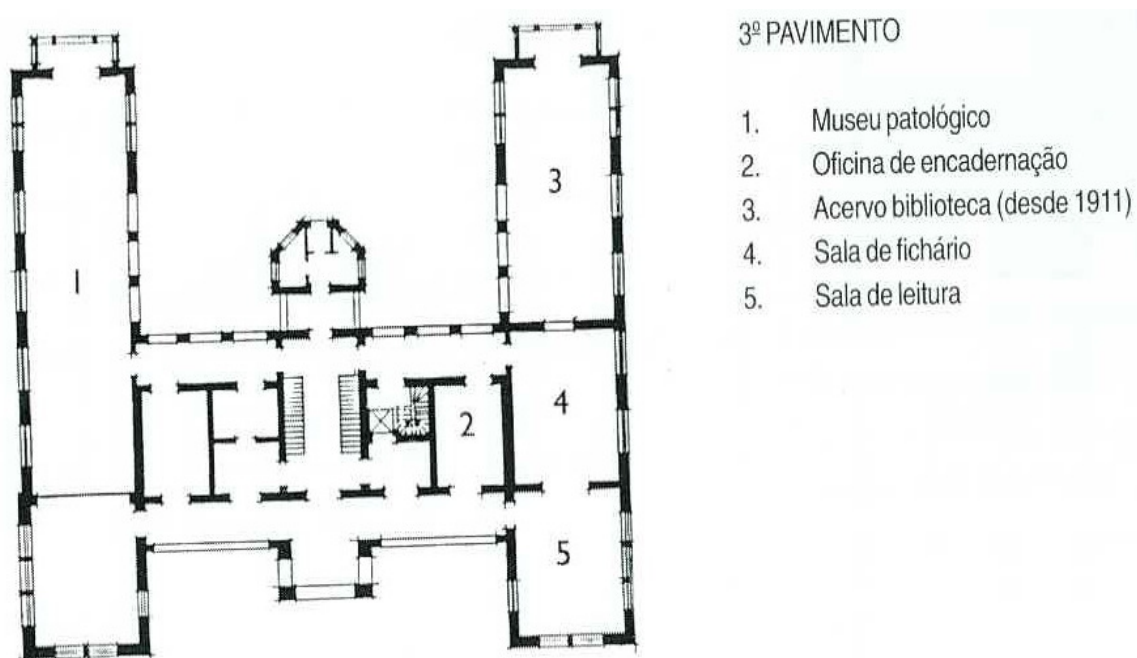 3º PAVIMENTO
1. Museu patológico
2. Oficina de encadernação
3. Acervo biblioteca (desde 1911)
4. Sala de fichário
5. Sala de leitura
1
2
3
4
5